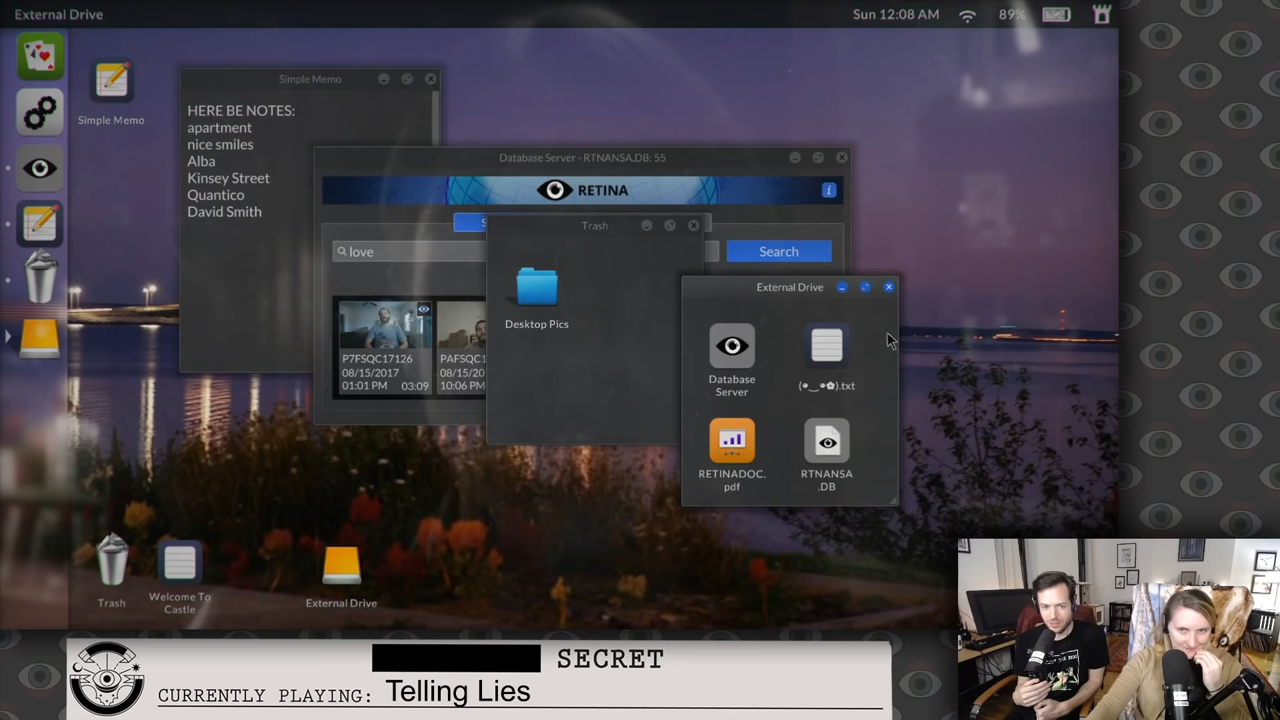 External Drive
Sun 12:08 AM
89%
Simple Memo
Simple Memo
HERE BE NOTES:
apartment
nice smiles
Alba
Kinsey Street
Quantico
David Smith
Database Server - RTNANSA.DB: 55
RETINA
i
S
love
Search
P7FSQC17126
08/15/2017
01:01 PM 03:09
PAFSQC1
08/15/20
10:06 PM
Trash
Desktop Pics
External Drive
Database
Server
(●‿●✿).txt
RETINADOC.
pdf
RTNANSA
.DB
Trash
Welcome To
Castle
External Drive
SECRET
CURRENTLY PLAYING: Telling Lies